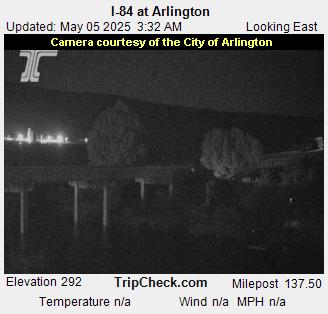 I-84 at Arlington
Updated: May 05 2025 3:32 AM Looking East
Camera courtesy of the City of Arlington
Elevation 292 TripCheck.com Milepost 137.50
Temperature n/a Wind n/a MPH n/a